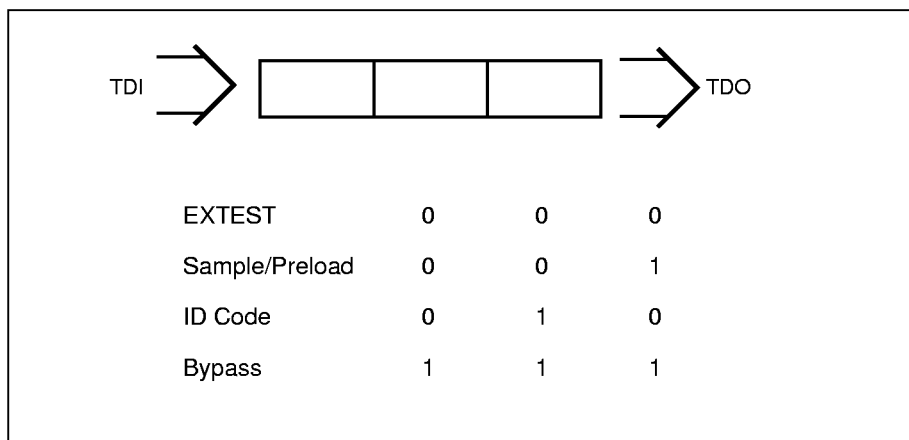 TDI TDO
EXTEST 0 0 0
Sample/Preload 0 0 1
ID Code 0 1 0
Bypass 1 1 1